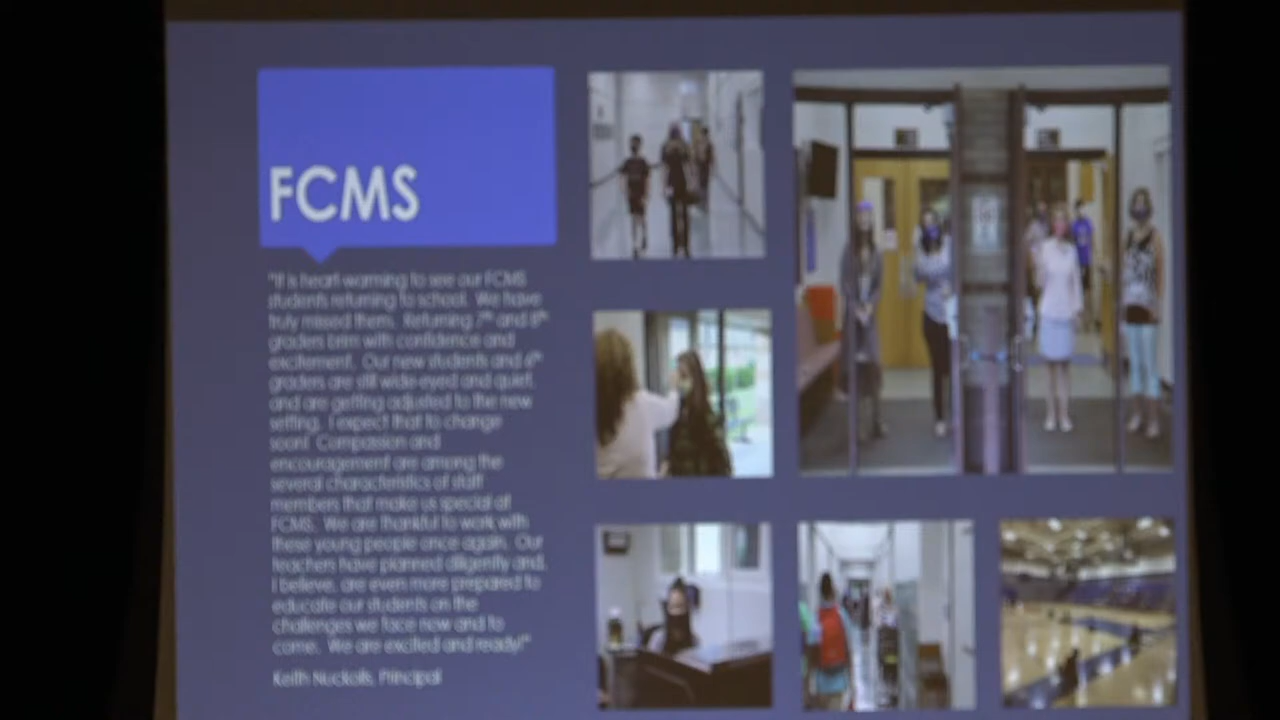 FCMS
"It is heart-warming to see our FCMS
students returning to school. We have
truly missed them. Returning 7th and 8th
graders brim with confidence and
excitement. Our new students and 6th
graders are still wide-eyed and quiet,
and are getting adjusted to the new
setting. I expect that to change
soon! Compassion and
encouragement are among the
several characteristics of staff
members that make us special at
FCMS. We are thankful to work with
these young people once again. Our
teachers have planned diligently and,
I believe, are even more prepared to
educate our students on the
challenges we face now and to
come. We are excited and ready!"
Keith Nuckolls, Principal